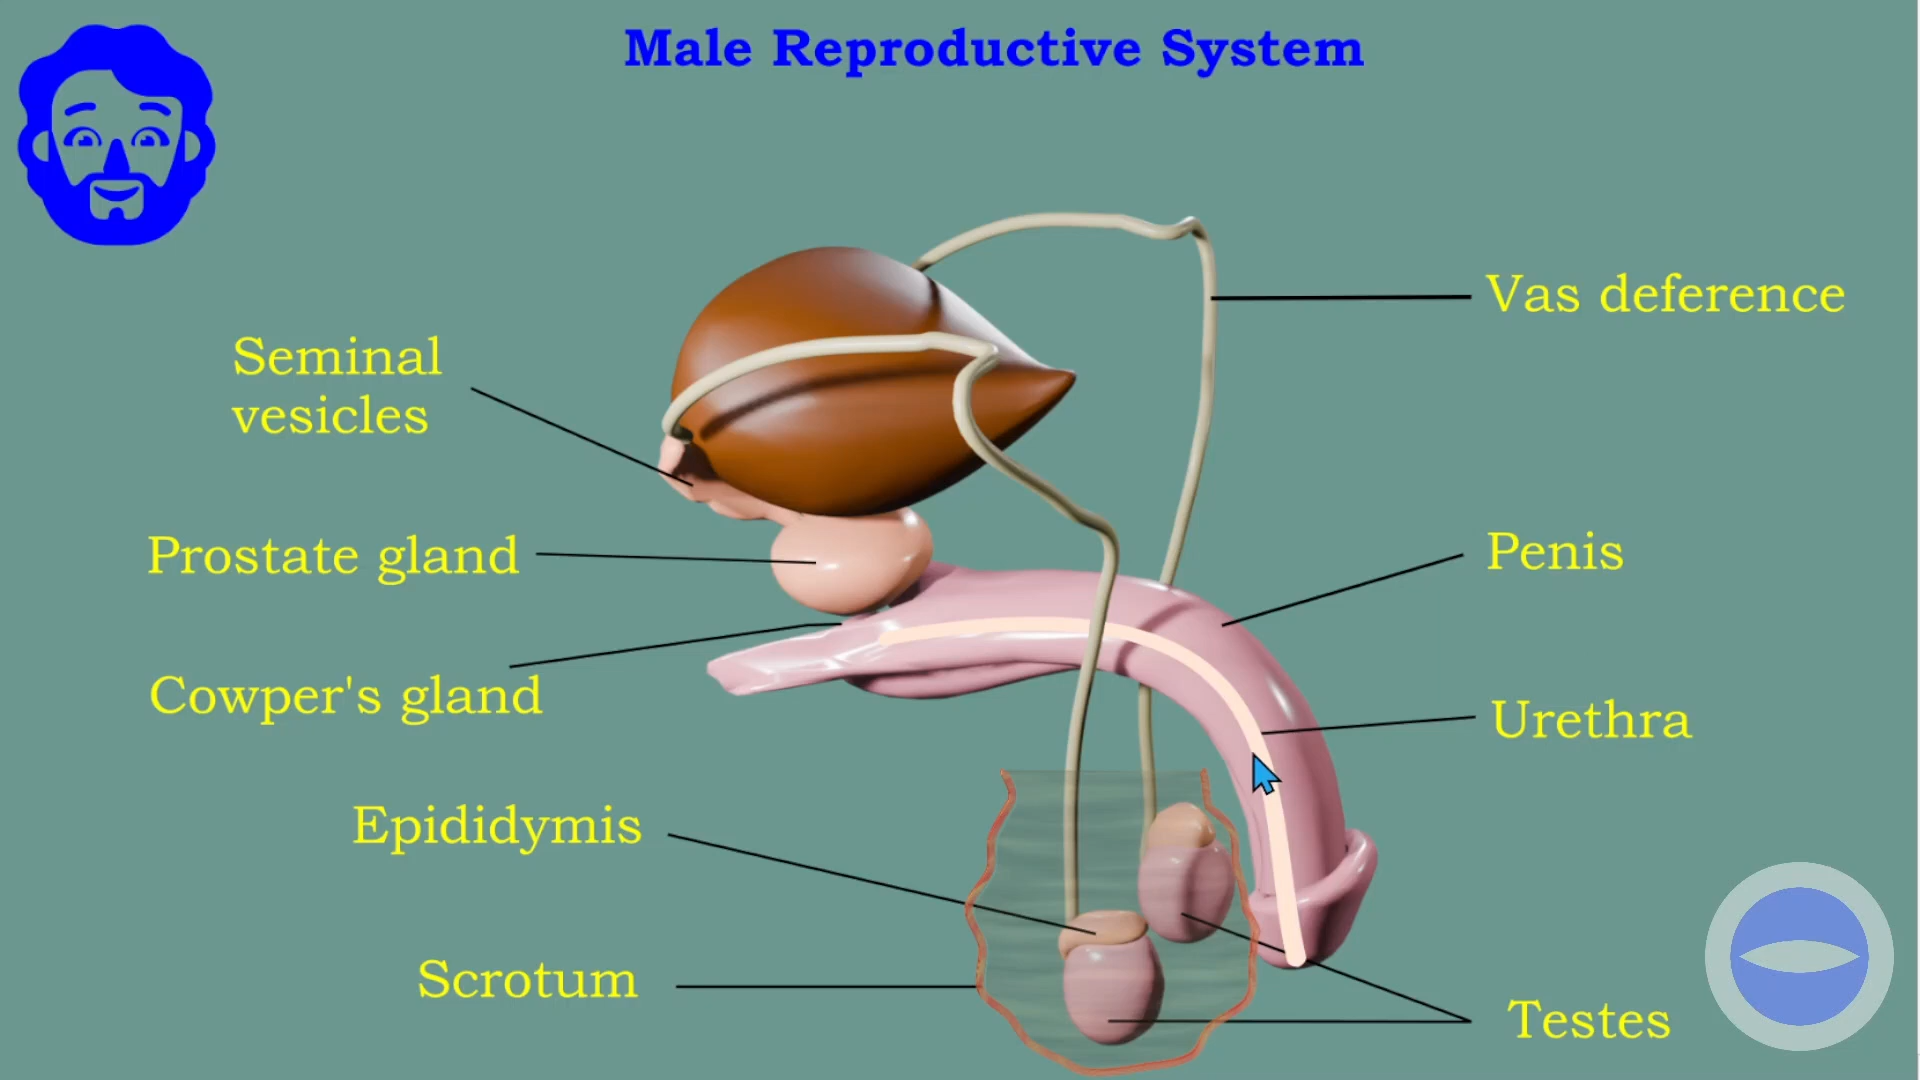 Male Reproductive System
Vas deference
Seminal
vesicles
Prostate gland
Penis
Cowper's gland
Urethra
Epididymis
Scrotum
Testes